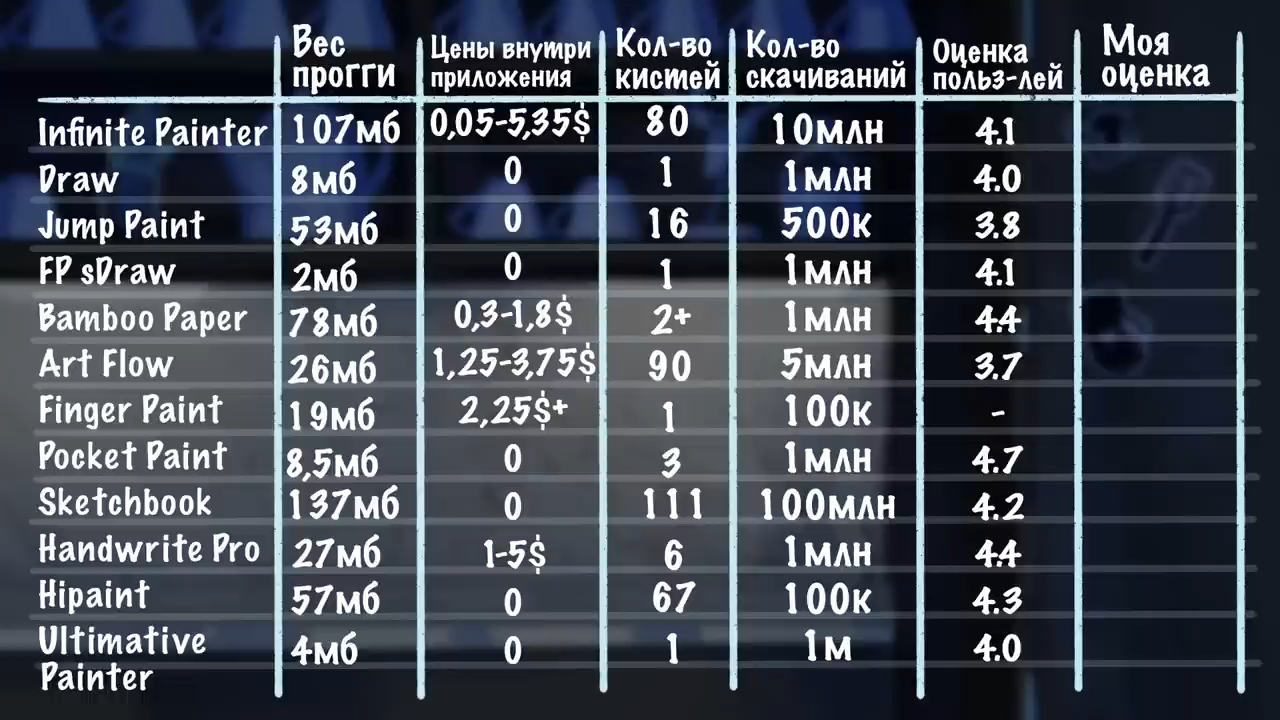 Вес прогги Цены внутри приложения Кол-во кистей Кол-во скачиваний Оценка польз-лей Моя оценка
Infinite Painter 107мб 0,05-5,35$ 80 10млн 4.1
Draw 8мб 0 1 1млн 4.0
Jump Paint 53мб 0 16 500к 3.8
FP sDraw 2мб 0 1 1млн 4.1
Bamboo Paper 78мб 0,3-1,8$ 2+ 1млн 4.4
Art Flow 26мб 1,25-3,75$ 90 5млн 3.7
Finger Paint 19мб 2,25$+ 1 100к -
Pocket Paint 8,5мб 0 3 1млн 4.7
Sketchbook 137мб 0 111 100млн 4.2
Handwrite Pro 27мб 1-5$ 6 1млн 4.4
Hipaint 57мб 0 67 100к 4.3
Ultimative Painter 4мб 0 1 1м 4.0